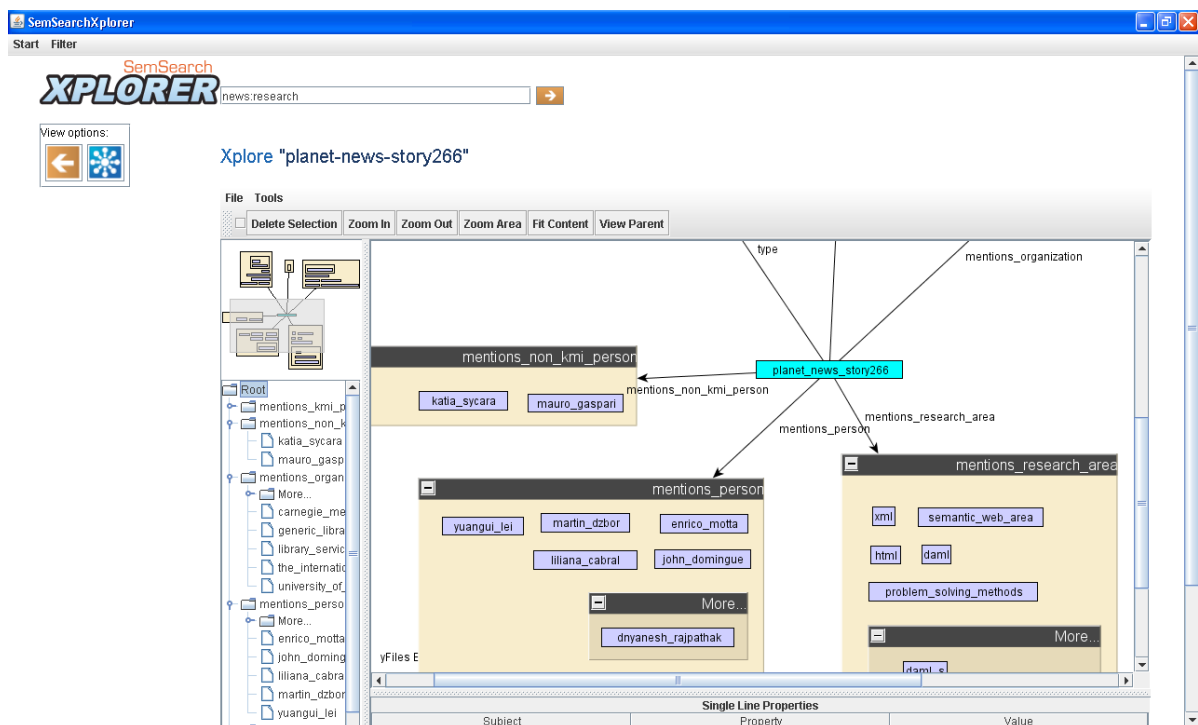 SemSearchXplorer
Start Filter
SemSearch
XPLORER
news:research
View options:
Xplore "planet-news-story266"
File Tools
Delete Selection Zoom In Zoom Out Zoom Area Fit Content View Parent
type
mentions_organization
mentions_non_kmi_person
planet_news_story266
mentions_non_kmi_person
katia_sycara
mauro_gaspari
mentions_research_area
mentions_person
mentions_research_area
mentions_person
yuangui_lei
martin_dzbor
enrico_motta
liliana_cabral
john_domingue
More...
dnyanesh_rajpathak
xml
semantic_web_area
html
daml
problem_solving_methods
More...
daml_s
yFiles E
Root
mentions_kmi_p
mentions_non_k
katia_sycara
mauro_gasp
mentions_organ
More...
carnegie_me
generic_libra
library_servic
the_internatio
university_of_
mentions_perso
More...
enrico_motta
john_doming
liliana_cabra
martin_dzbor
yuangui_lei
Single Line Properties
Subject Property Value